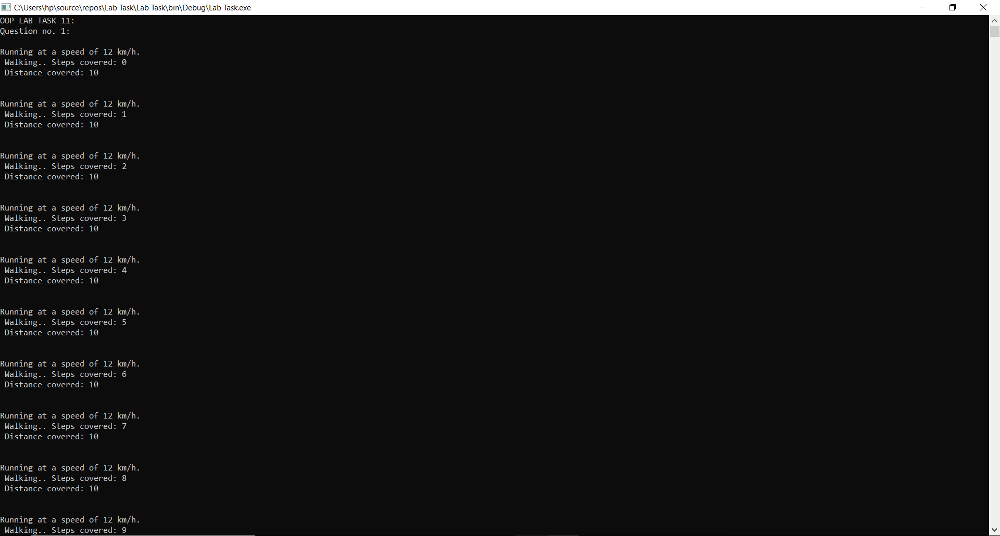 C:\Users\hp\source\repos\Lab Task\Lab Task\bin\Debug\Lab Task.exe
OOP LAB TASK 11:
Question no. 1:
Running at a speed of 12 km/h.
Walking.. Steps covered: 0
Distance covered: 10
Running at a speed of 12 km/h.
Walking.. Steps covered: 1
Distance covered: 10
Running at a speed of 12 km/h.
Walking.. Steps covered: 2
Distance covered: 10
Running at a speed of 12 km/h.
Walking.. Steps covered: 3
Distance covered: 10
Running at a speed of 12 km/h.
Walking.. Steps covered: 4
Distance covered: 10
Running at a speed of 12 km/h.
Walking.. Steps covered: 5
Distance covered: 10
Running at a speed of 12 km/h.
Walking.. Steps covered: 6
Distance covered: 10
Running at a speed of 12 km/h.
Walking.. Steps covered: 7
Distance covered: 10
Running at a speed of 12 km/h.
Walking.. Steps covered: 8
Distance covered: 10
Running at a speed of 12 km/h.
Walking.. Steps covered: 9